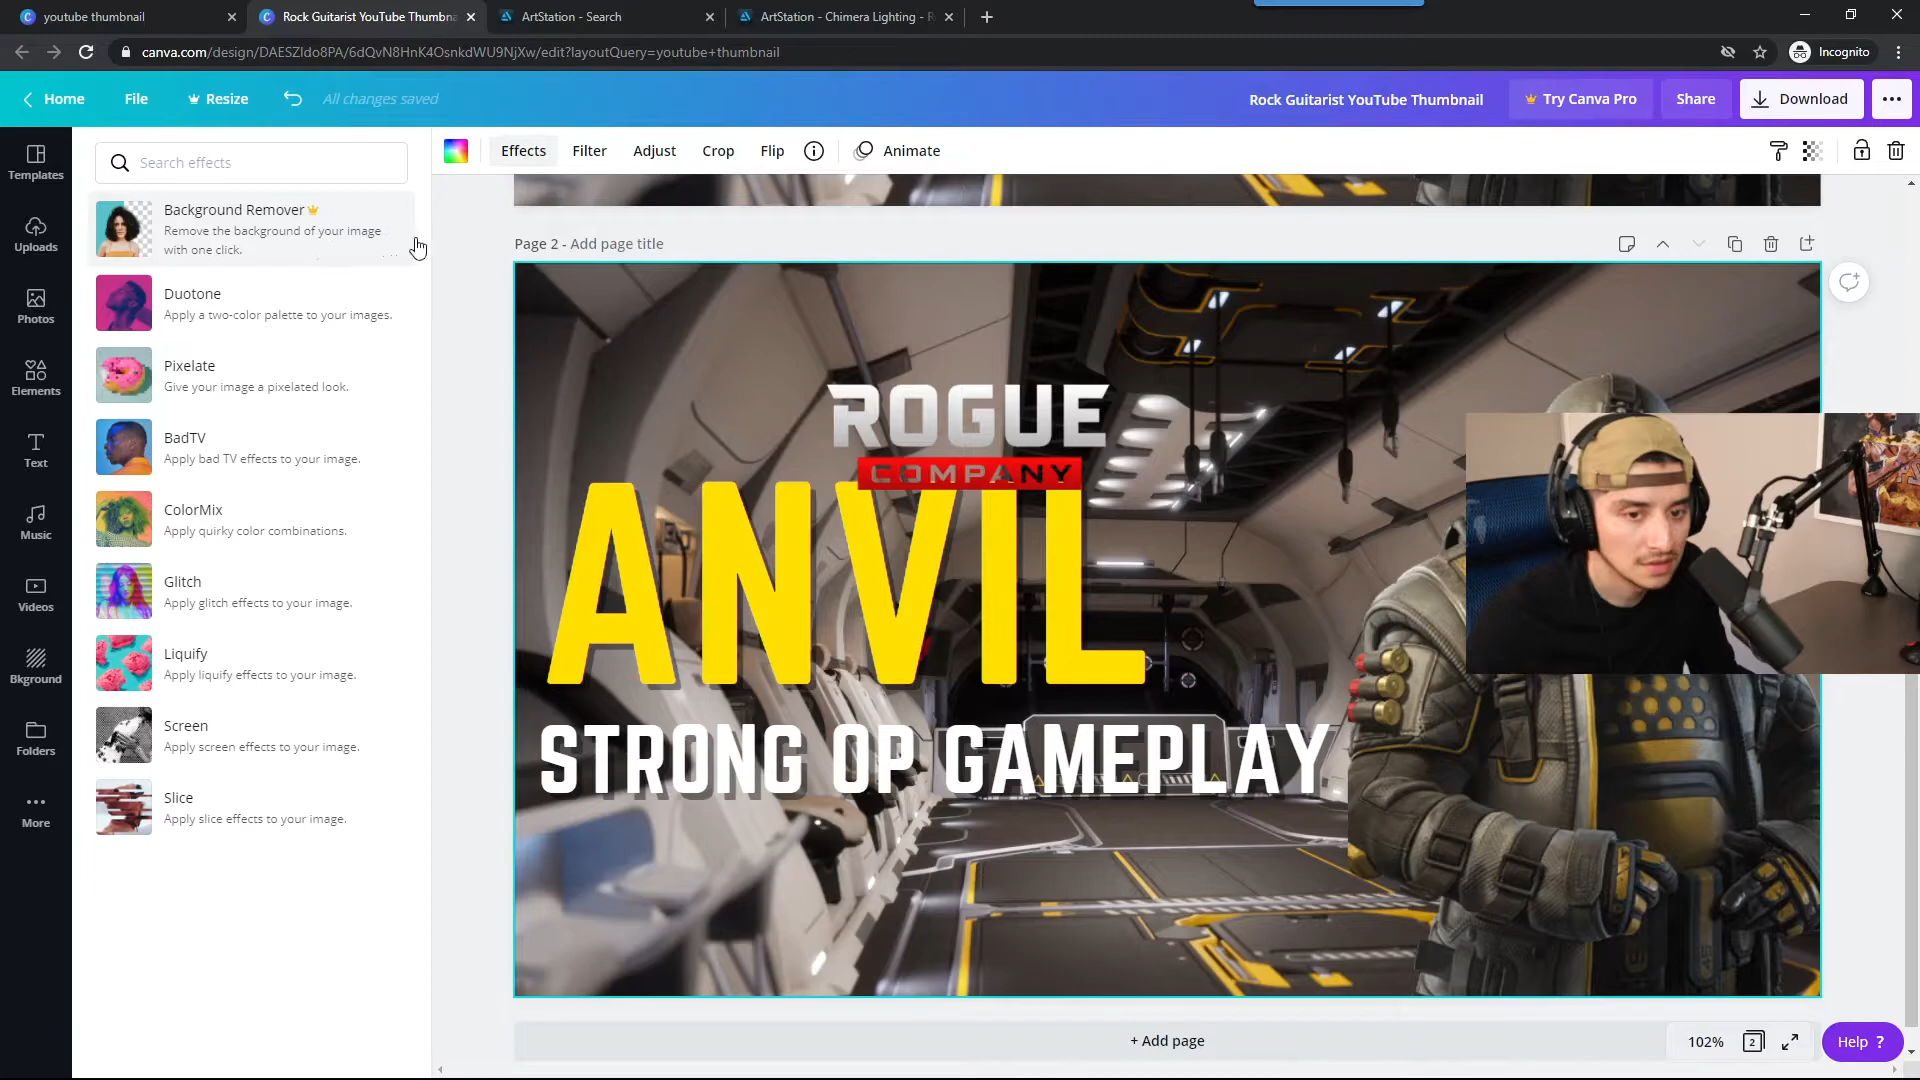 youtube thumbnail
Rock Guitarist YouTube Thumbna
ArtStation - Search
ArtStation - Chimera Lighting - R
canva.com/design/DAESZIdo8PA/6dQvN8HnK4OsnkdWU9NjXw/edit?layoutQuery=youtube+thumbnail
Incognito
Home
File
Resize
All changes saved
Rock Guitarist YouTube Thumbnail
Try Canva Pro
Share
Download
Templates
Uploads
Photos
Elements
Text
Music
Videos
Bkground
Folders
More
Search effects
Background Remover
Remove the background of your image
with one click.
Duotone
Apply a two-color palette to your images.
Pixelate
Give your image a pixelated look.
BadTV
Apply bad TV effects to your image.
ColorMix
Apply quirky color combinations.
Glitch
Apply glitch effects to your image.
Liquify
Apply liquify effects to your image.
Screen
Apply screen effects to your image.
Slice
Apply slice effects to your image.
Effects
Filter
Adjust
Crop
Flip
Animate
Page 2 - Add page title
ROGUE
COMPANY
ANVIL
STRONG OP GAMEPLAY
+ Add page
102%
2
Help ?